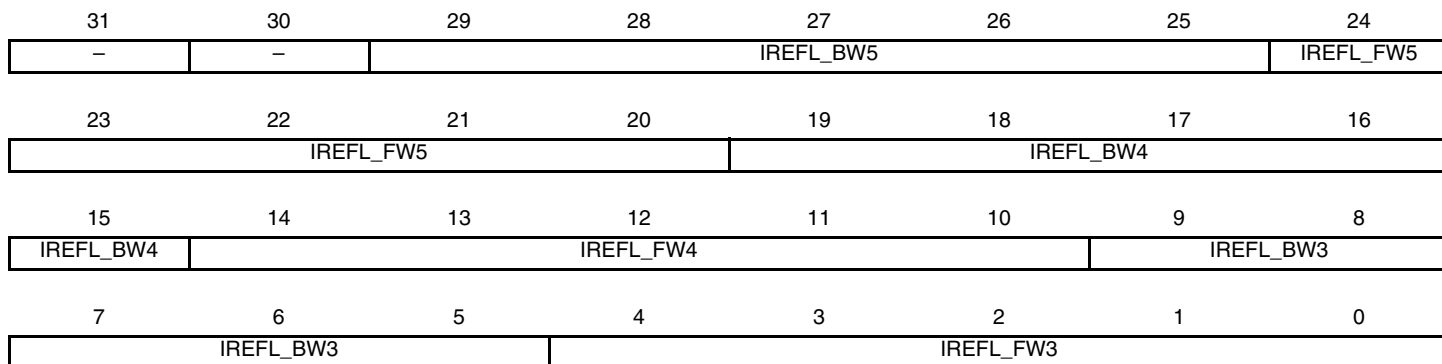 31 30 29 28 27 26 25 24
– – IREFL_BW5 IREFL_FW5
23 22 21 20 19 18 17 16
IREFL_FW5 IREFL_BW4
15 14 13 12 11 10 9 8
IREFL_BW4 IREFL_FW4 IREFL_BW3
7 6 5 4 3 2 1 0
IREFL_BW3 IREFL_FW3